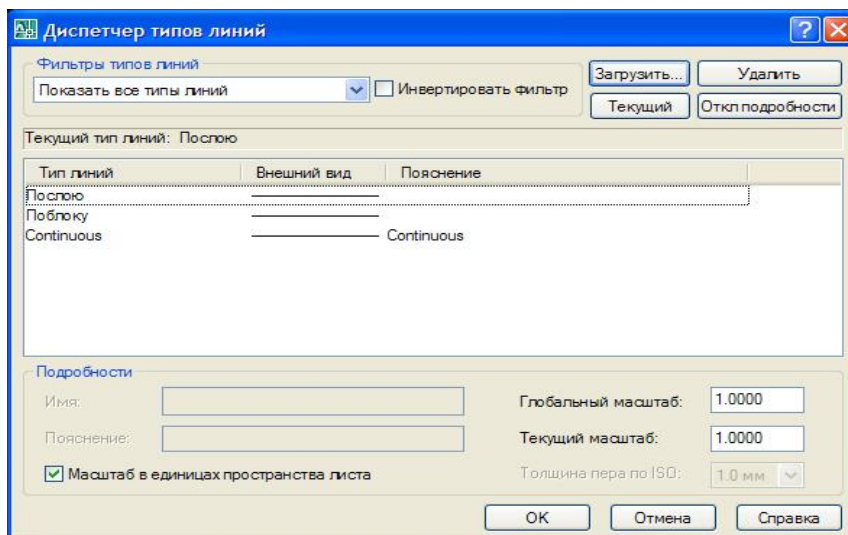 Диспетчер типов линий
Фильтры типов линий
Показать все типы линий
Инвертировать фильтр
Загрузить...
Удалить
Текущий
Откл подробности
Текущий тип линий: Послою
Тип линий Внешний вид Пояснение
Послою
Поблоку
Continuous Continuous
Подробности
Имя:
Глобальный масштаб: 1.0000
Пояснение:
Текущий масштаб: 1.0000
Масштаб в единицах пространства листа
Толщина пера по ISO: 1.0 мм
OK
Отмена
Справка